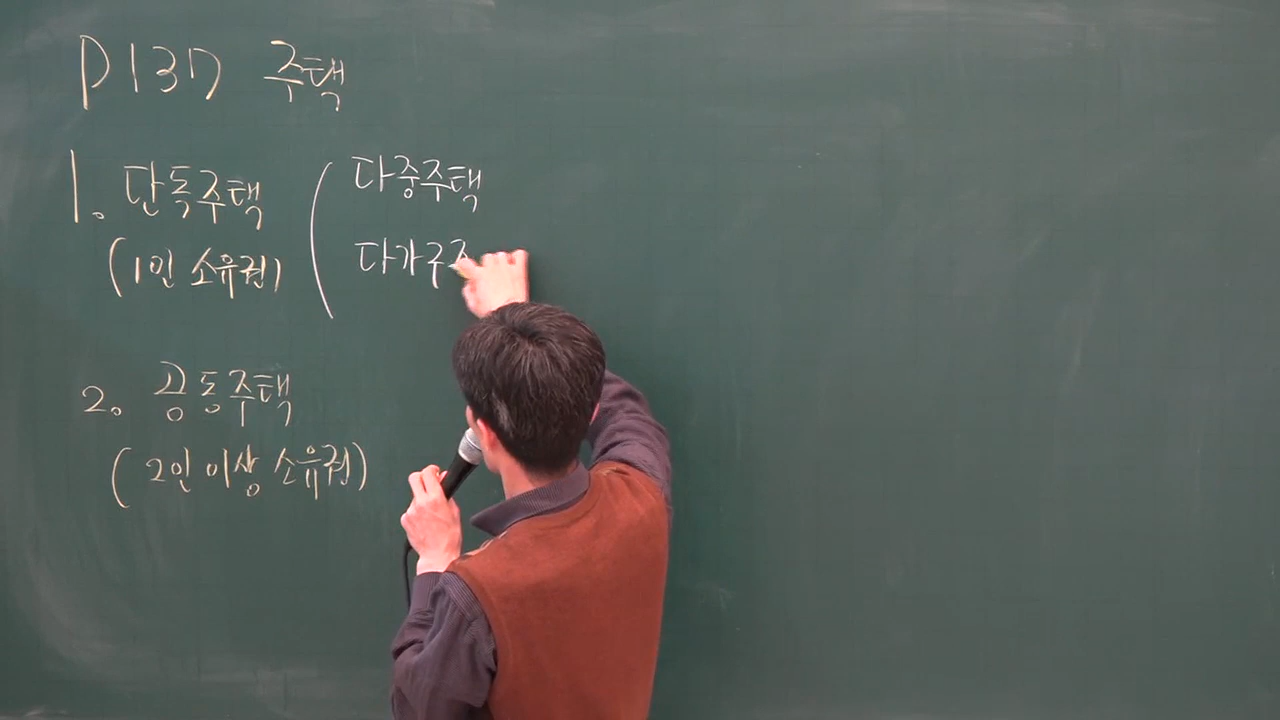 P137 주택
1. 단독주택
(1인 소유권)
( 다중주택
다가구주
2. 공동주택
(2인 이상 소유권)